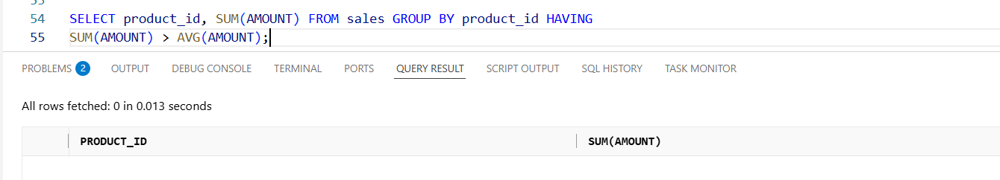 54 SELECT product_id, SUM(AMOUNT) FROM sales GROUP BY product_id HAVING
55 SUM(AMOUNT) > AVG(AMOUNT);
PROBLEMS 2 OUTPUT DEBUG CONSOLE TERMINAL PORTS QUERY RESULT SCRIPT OUTPUT SQL HISTORY TASK MONITOR
All rows fetched: 0 in 0.013 seconds
PRODUCT_ID SUM(AMOUNT)